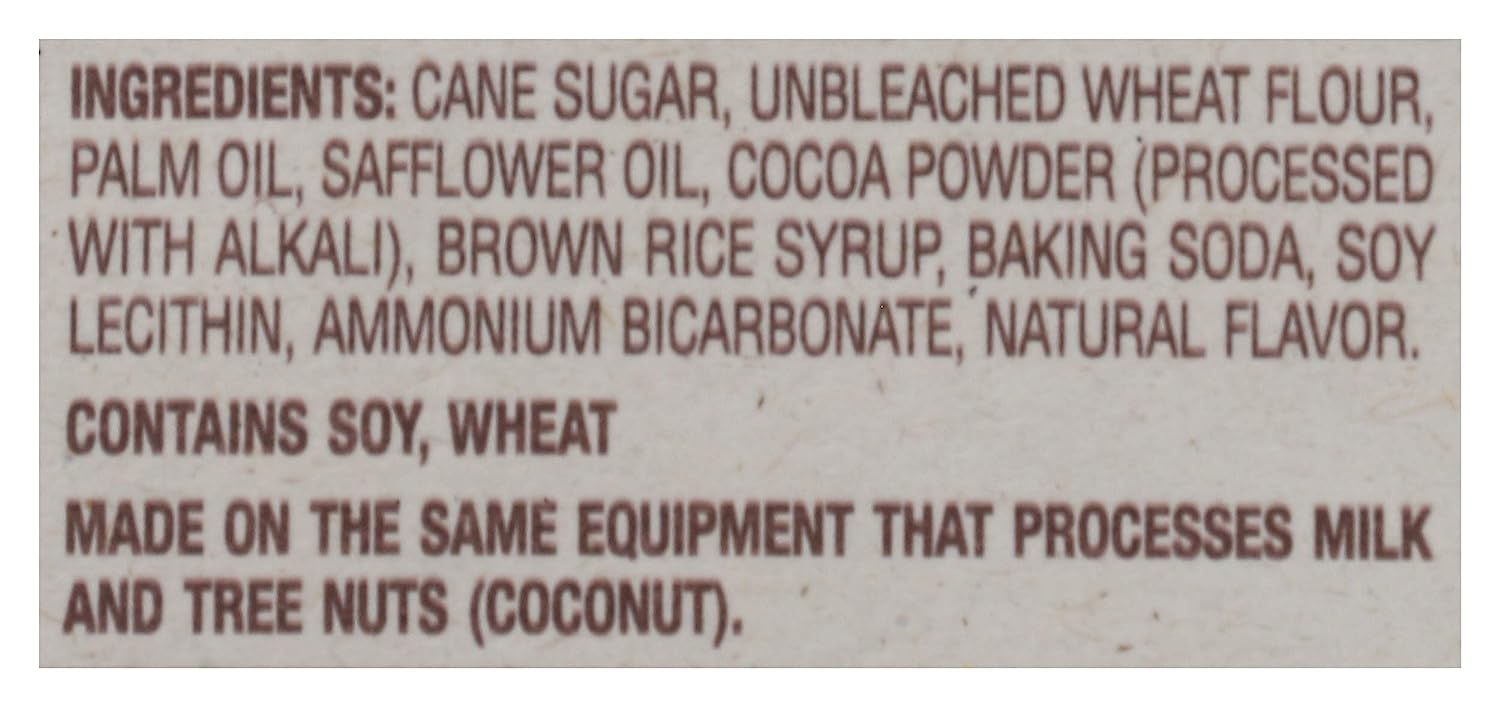 INGREDIENTS: CANE SUGAR, UNBLEACHED WHEAT FLOUR,
PALM OIL, SAFFLOWER OIL, COCOA POWDER (PROCESSED
WITH ALKALI), BROWN RICE SYRUP, BAKING SODA, SOY
LECITHIN, AMMONIUM BICARBONATE, NATURAL FLAVOR.
CONTAINS SOY, WHEAT
MADE ON THE SAME EQUIPMENT THAT PROCESSES MILK
AND TREE NUTS (COCONUT).